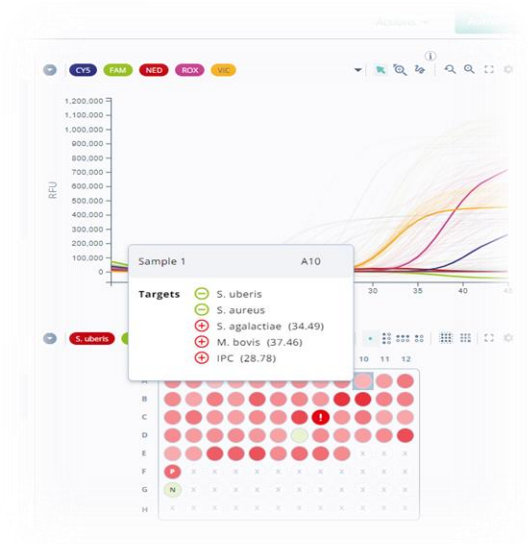 Actions
CY5 FAM NED ROX VIC
1,200,000
1,100,000
1,000,000
900,000
800,000
700,000
600,000
500,000
400,000
300,000
200,000
100,000
0
RFU
30 35 40 45
Sample 1 A10
Targets S. uberis
S. aureus
S. agalactiae (34.49)
M. bovis (37.46)
IPC (28.78)
S. uberis
10 11 12
A
B
C !
D
E x x x
F P x x x x x x x x x x x
G N x x x x x x x x x x x
H x x x x x x x x x x x x